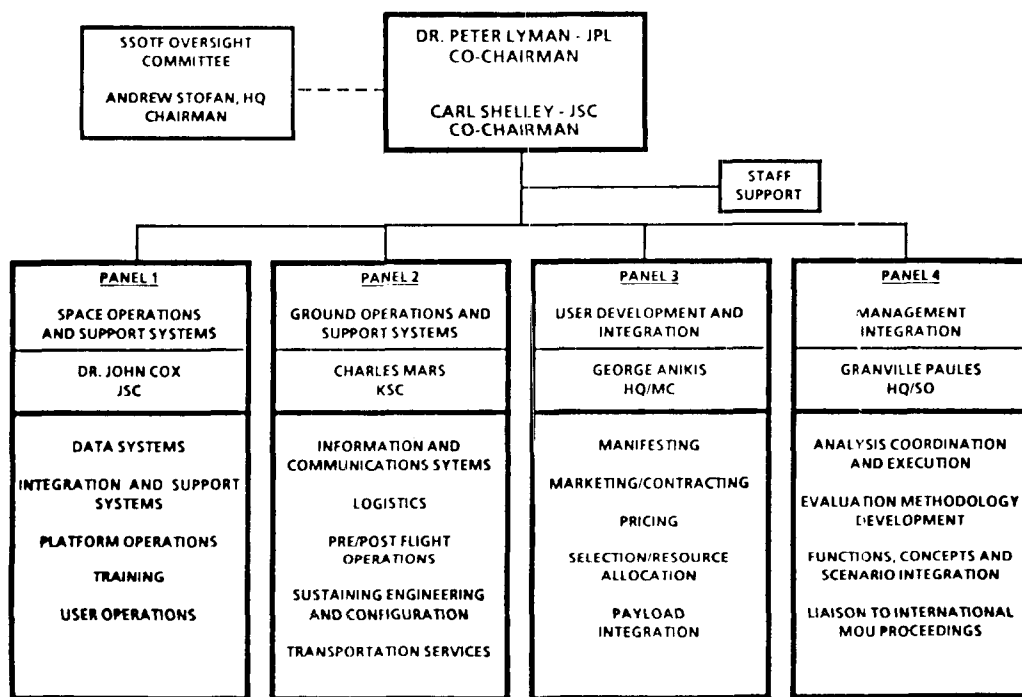 SSOTF OVERSIGHT
COMMITTEE
ANDREW STOFAN, HQ
CHAIRMAN
DR. PETER LYMAN - JPL
CO-CHAIRMAN
CARL SHELLEY - JSC
CO-CHAIRMAN
STAFF
SUPPORT
PANEL 1
SPACE OPERATIONS
AND SUPPORT SYSTEMS
DR. JOHN COX
JSC
DATA SYSTEMS
INTEGRATION AND SUPPORT
SYSTEMS
PLATFORM OPERATIONS
TRAINING
USER OPERATIONS
PANEL 2
GROUND OPERATIONS AND
SUPPORT SYSTEMS
CHARLES MARS
KSC
INFORMATION AND
COMMUNICATIONS SYTEMS
LOGISTICS
PRE/POST FLIGHT
OPERATIONS
SUSTAINING ENGINEERING
AND CONFIGURATION
TRANSPORTATION SERVICES
PANEL 3
USER DEVELOPMENT AND
INTEGRATION
GEORGE ANIKIS
HQ/MC
MANIFESTING
MARKETING/CONTRACTING
PRICING
SELECTION/RESOURCE
ALLOCATION
PAYLOAD
INTEGRATION
PANEL 4
MANAGEMENT
INTEGRATION
GRANVILLE PAULES
HQ/SO
ANALYSIS COORDINATION
AND EXECUTION
EVALUATION METHODOLOGY
DEVELOPMENT
FUNCTIONS, CONCEPTS AND
SCENARIO INTEGRATION
LIAISON TO INTERNATIONAL
MOU PROCEEDINGS